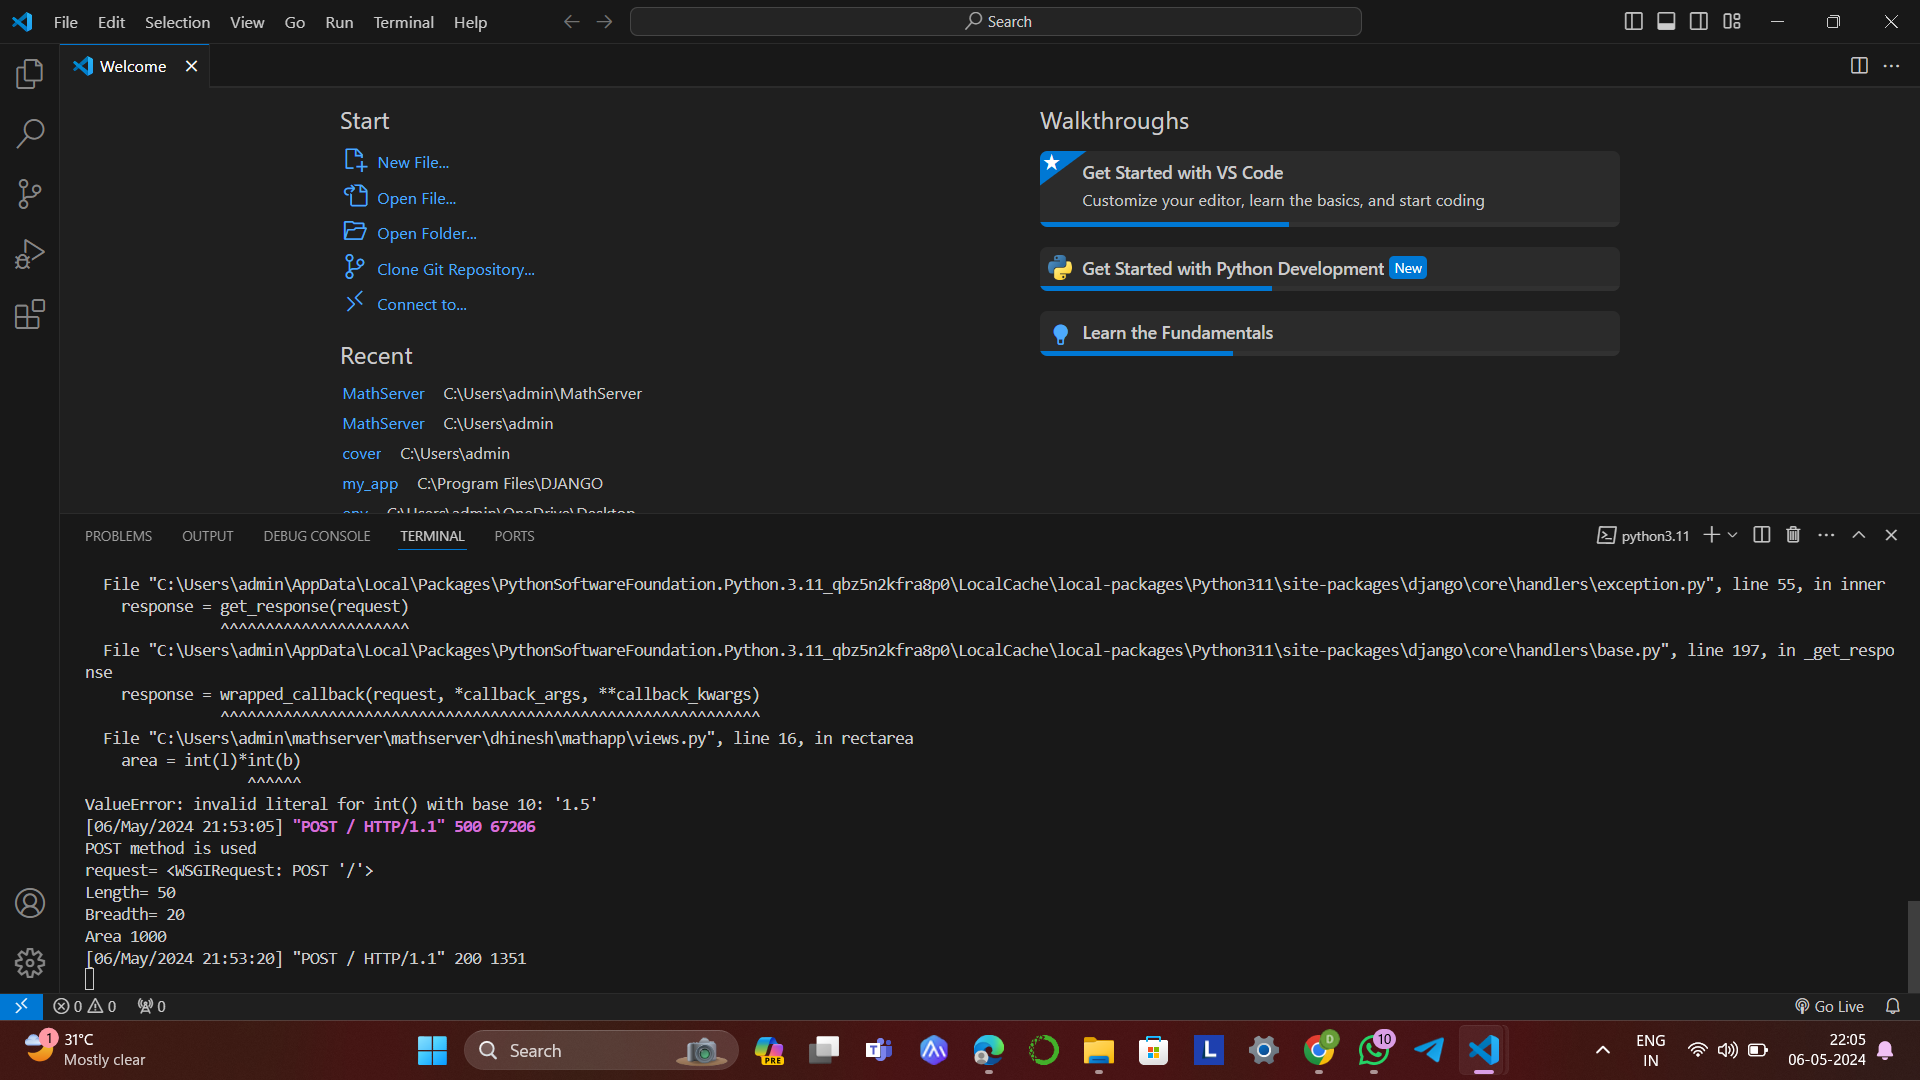 File Edit Selection View Go Run Terminal Help
Search
Welcome
Start
New File...
Open File...
Open Folder...
Clone Git Repository...
Connect to...
Recent
MathServer C:\Users\admin\MathServer
MathServer C:\Users\admin
cover C:\Users\admin
my_app C:\Program Files\DJANGO
env C:\Users\admin\OneDrive\Desktop
Walkthroughs
Get Started with VS Code
Customize your editor, learn the basics, and start coding
Get Started with Python Development New
Learn the Fundamentals
PROBLEMS OUTPUT DEBUG CONSOLE TERMINAL PORTS
python3.11
File "C:\Users\admin\AppData\Local\Packages\PythonSoftwareFoundation.Python.3.11_qbz5n2kfra8p0\LocalCache\local-packages\Python311\site-packages\django\core\handlers\exception.py", line 55, in inner
response = get_response(request)
^^^^^^^^^^^^^^^^^^^^^
File "C:\Users\admin\AppData\Local\Packages\PythonSoftwareFoundation.Python.3.11_qbz5n2kfra8p0\LocalCache\local-packages\Python311\site-packages\django\core\handlers\base.py", line 197, in _get_respo
nse
response = wrapped_callback(request, *callback_args, **callback_kwargs)
^^^^^^^^^^^^^^^^^^^^^^^^^^^^^^^^^^^^^^^^^^^^^^^^^^^^^^^^^^^^
File "C:\Users\admin\mathserver\mathserver\dhinesh\mathapp\views.py", line 16, in rectarea
area = int(l)*int(b)
^^^^^^
ValueError: invalid literal for int() with base 10: '1.5'
[06/May/2024 21:53:05] "POST / HTTP/1.1" 500 67206
POST method is used
request= <WSGIRequest: POST '/'>
Length= 50
Breadth= 20
Area 1000
[06/May/2024 21:53:20] "POST / HTTP/1.1" 200 1351
0 0 0
Go Live
1
31°C
Mostly clear
Search
PRE
L
D
10
ENG
IN
22:05
06-05-2024